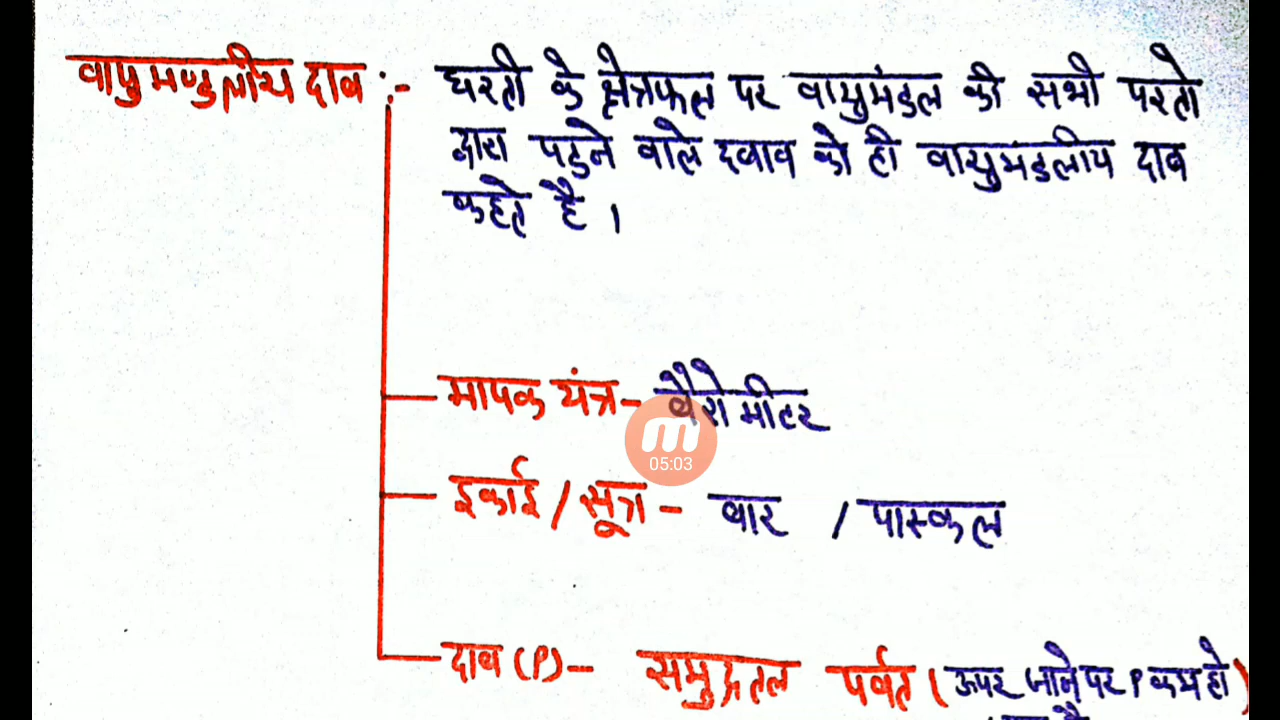 वायुमण्डलीय दाब :- धरती के क्षेत्रफल पर वायुमंडल की सभी परतो
द्वारा पड़ने वाले दवाव को ही वायुमंडलीय दाब
कहते है ।
मापक यंत्र - बैरोमीटर
05:03
इकाई / सूत्र - बार / पास्कल
दाब (P) - समुद्रतल पर्वत ( ऊपर जाने पर P कम हो )